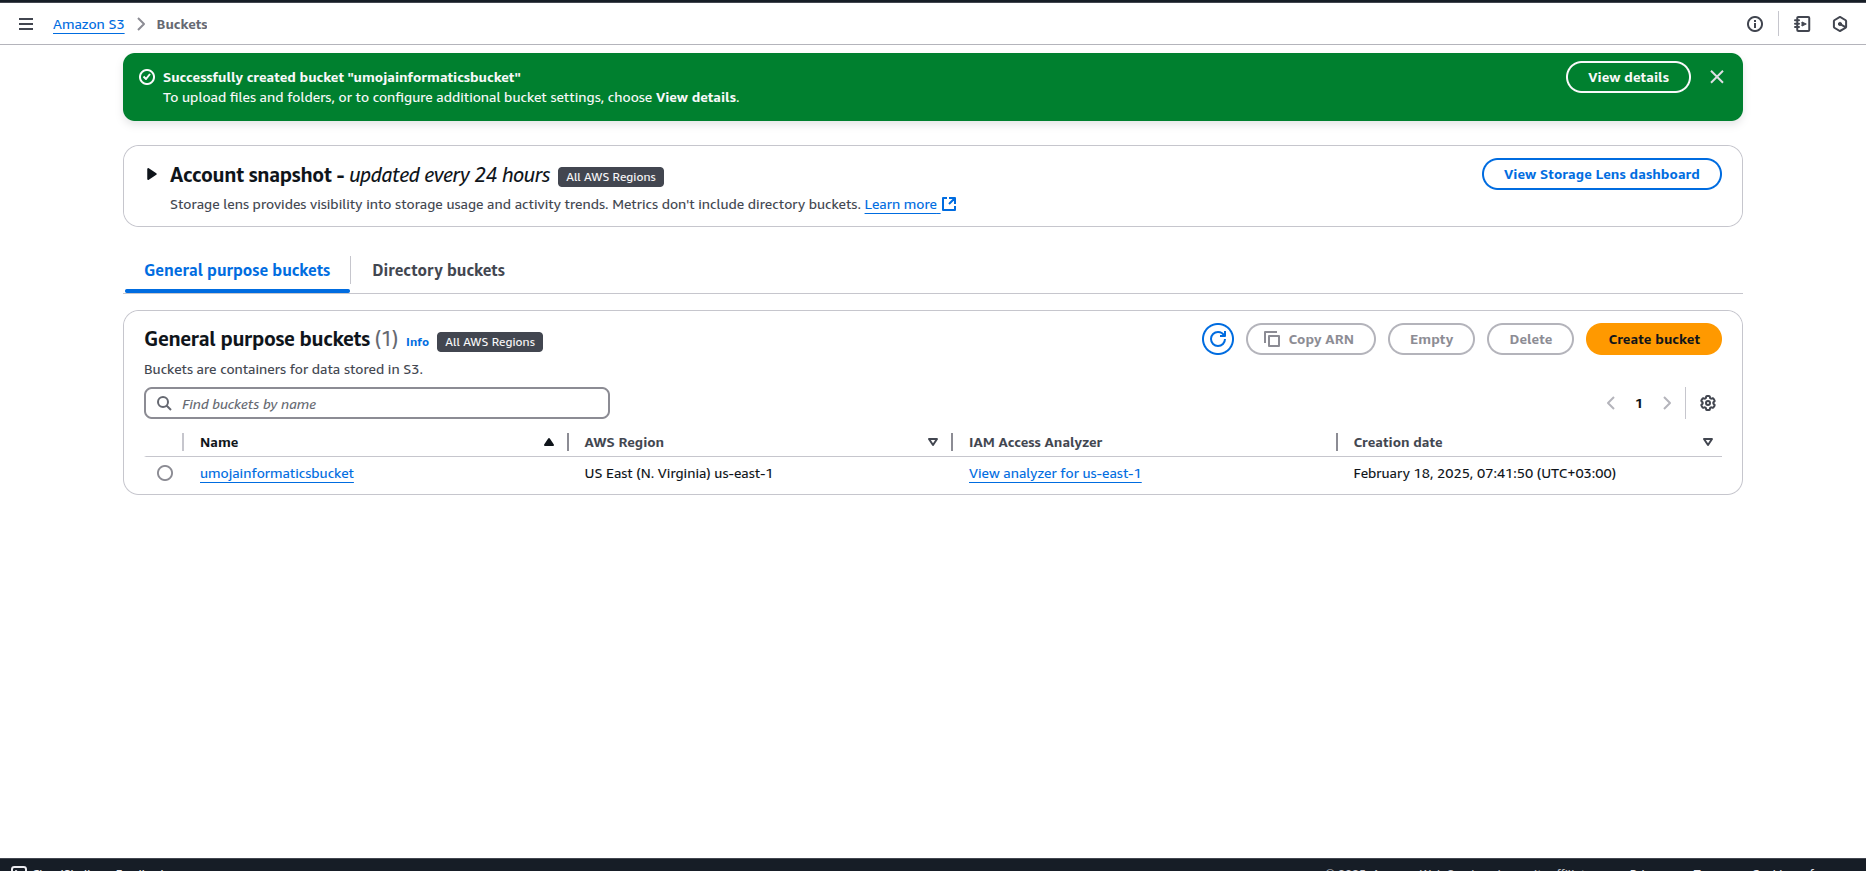 Amazon S3 > Buckets
Successfully created bucket "umojainformaticsbucket"
To upload files and folders, or to configure additional bucket settings, choose View details.
View details
Account snapshot - updated every 24 hours All AWS Regions
View Storage Lens dashboard
Storage lens provides visibility into storage usage and activity trends. Metrics don't include directory buckets. Learn more
General purpose buckets Directory buckets
General purpose buckets (1) Info All AWS Regions
Copy ARN Empty Delete Create bucket
Buckets are containers for data stored in S3.
Find buckets by name
1
Name AWS Region IAM Access Analyzer Creation date
umojainformaticsbucket US East (N. Virginia) us-east-1 View analyzer for us-east-1 February 18, 2025, 07:41:50 (UTC+03:00)